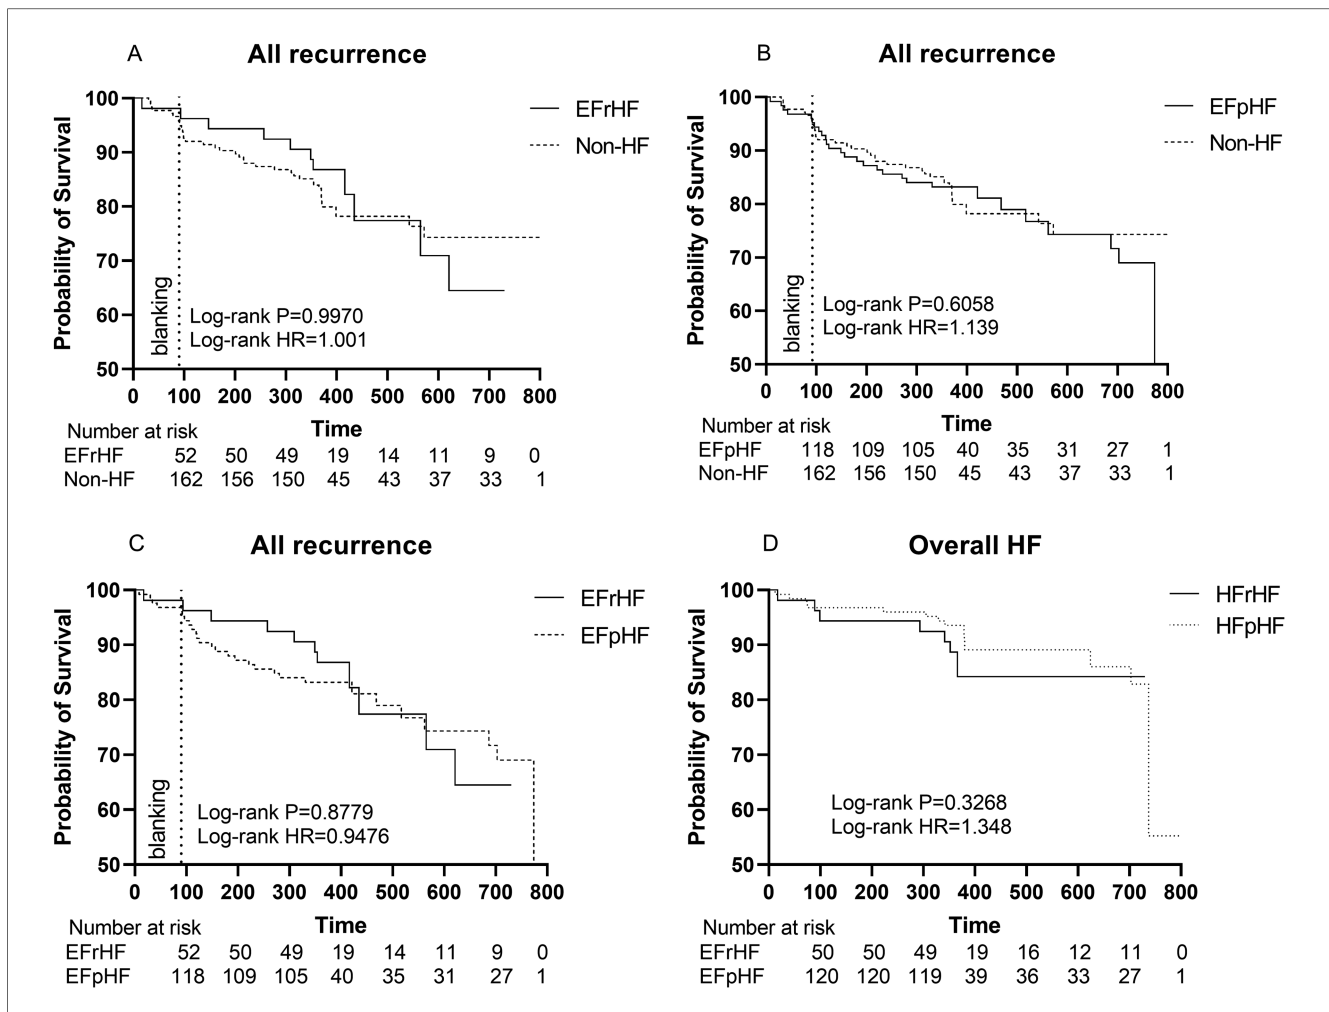 A
All recurrence
EFrHF
Non-HF
Probability of Survival
100
90
80
70
60
50
blanking
Log-rank P=0.9970
Log-rank HR=1.001
0 100 200 300 400 500 600 700 800
Time
Number at risk
EFrHF 52 50 49 19 14 11 9 0
Non-HF 162 156 150 45 43 37 33 1
B
All recurrence
EFpHF
Non-HF
Probability of Survival
100
90
80
70
60
50
blanking
Log-rank P=0.6058
Log-rank HR=1.139
0 100 200 300 400 500 600 700 800
Time
Number at risk
EFpHF 118 109 105 40 35 31 27 1
Non-HF 162 156 150 45 43 37 33 1
C
All recurrence
EFrHF
EFpHF
Probability of Survival
100
90
80
70
60
50
blanking
Log-rank P=0.8779
Log-rank HR=0.9476
0 100 200 300 400 500 600 700 800
Time
Number at risk
EFrHF 52 50 49 19 14 11 9 0
EFpHF 118 109 105 40 35 31 27 1
D
Overall HF
HFrHF
HFpHF
Probability of Survival
100
90
80
70
60
50
Log-rank P=0.3268
Log-rank HR=1.348
0 100 200 300 400 500 600 700 800
Time
Number at risk
EFrHF 50 50 49 19 16 12 11 0
EFpHF 120 120 119 39 36 33 27 1